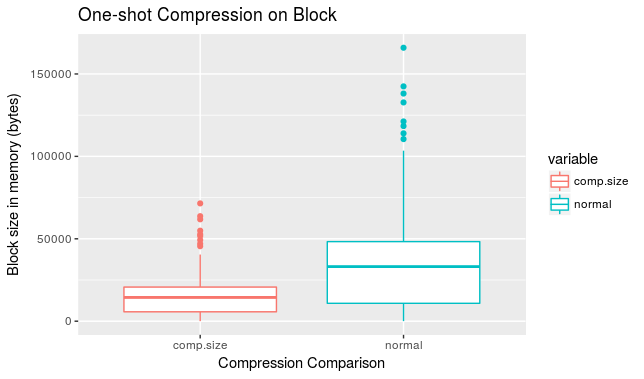 One-shot Compression on Block
Block size in memory (bytes)
150000
100000
50000
0
comp.size
normal
Compression Comparison
variable
comp.size
normal